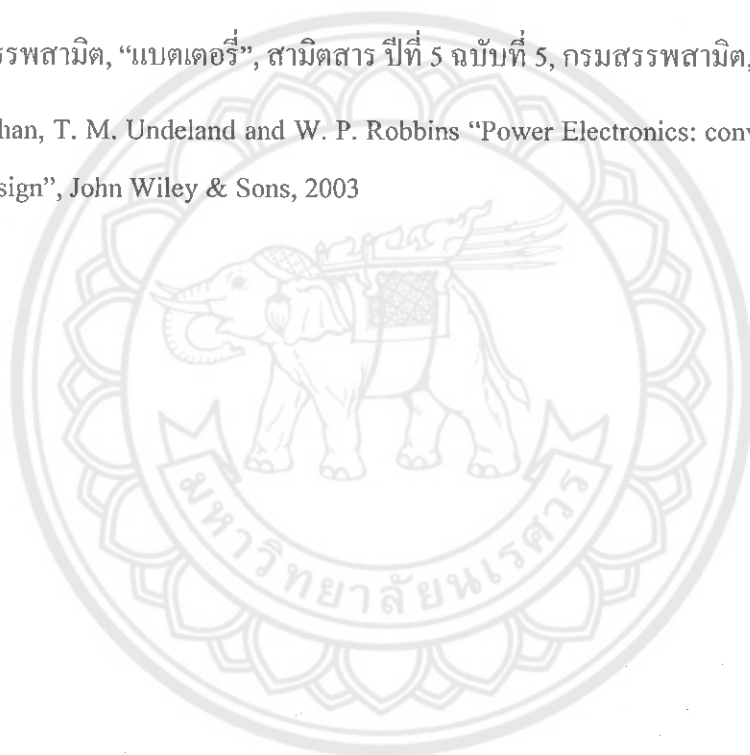 รรพสามิต, “แบตเตอรี่”, สามิตสาร ปีที่ 5 ฉบับที่ 5, กรมสรรพสามิต,
han, T. M. Undeland and W. P. Robbins “Power Electronics: conv
sign”, John Wiley & Sons, 2003
มหาวิทยาลัยนเรศวร